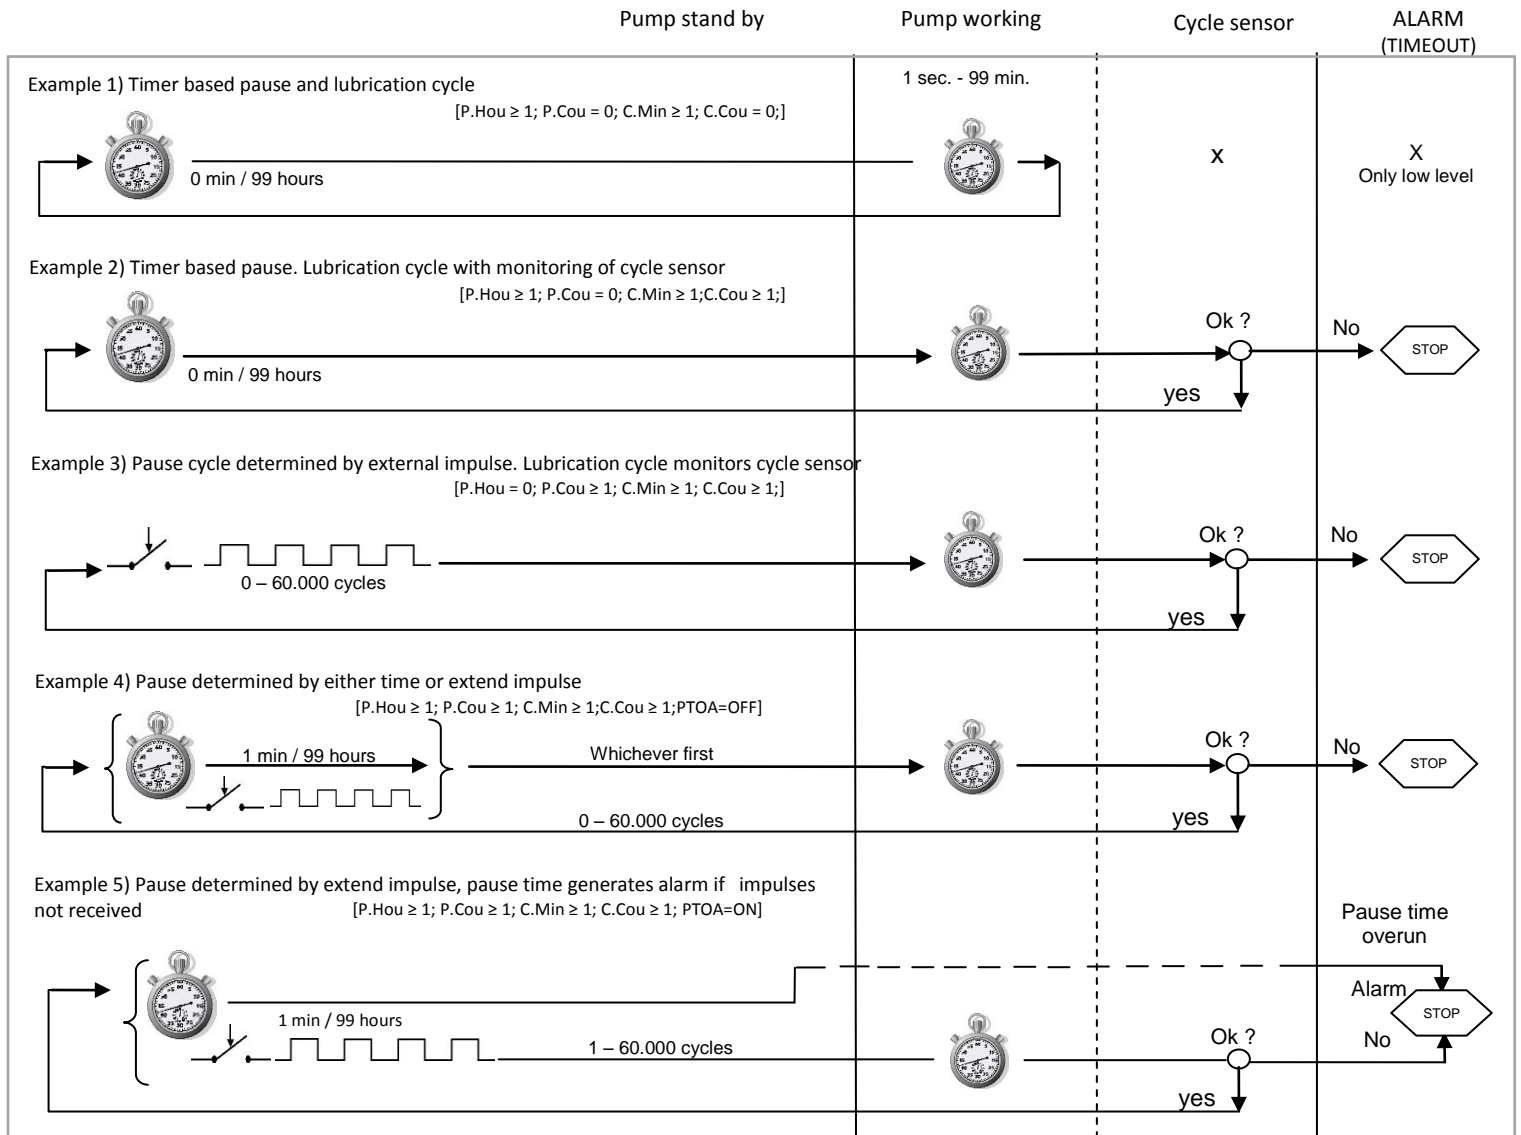 Pump stand by
Pump working
Cycle sensor
ALARM
(TIMEOUT)
Example 1) Timer based pause and lubrication cycle
1 sec. - 99 min.
[P.Hou ≥ 1; P.Cou = 0; C.Min ≥ 1; C.Cou = 0;]
0 min / 99 hours
x
X
Only low level
Example 2) Timer based pause. Lubrication cycle with monitoring of cycle sensor
[P.Hou ≥ 1; P.Cou = 0; C.Min ≥ 1;C.Cou ≥ 1;]
0 min / 99 hours
Ok ?
No
STOP
yes
Example 3) Pause cycle determined by external impulse. Lubrication cycle monitors cycle sensor
[P.Hou = 0; P.Cou ≥ 1; C.Min ≥ 1; C.Cou ≥ 1;]
0 – 60.000 cycles
Ok ?
No
STOP
yes
Example 4) Pause determined by either time or extend impulse
[P.Hou ≥ 1; P.Cou ≥ 1; C.Min ≥ 1;C.Cou ≥ 1;PTOA=OFF]
1 min / 99 hours
Whichever first
Ok ?
No
STOP
0 – 60.000 cycles
yes
Example 5) Pause determined by extend impulse, pause time generates alarm if impulses
not received
[P.Hou ≥ 1; P.Cou ≥ 1; C.Min ≥ 1; C.Cou ≥ 1; PTOA=ON]
Pause time
overun
Alarm
STOP
1 min / 99 hours
1 – 60.000 cycles
Ok ?
No
yes